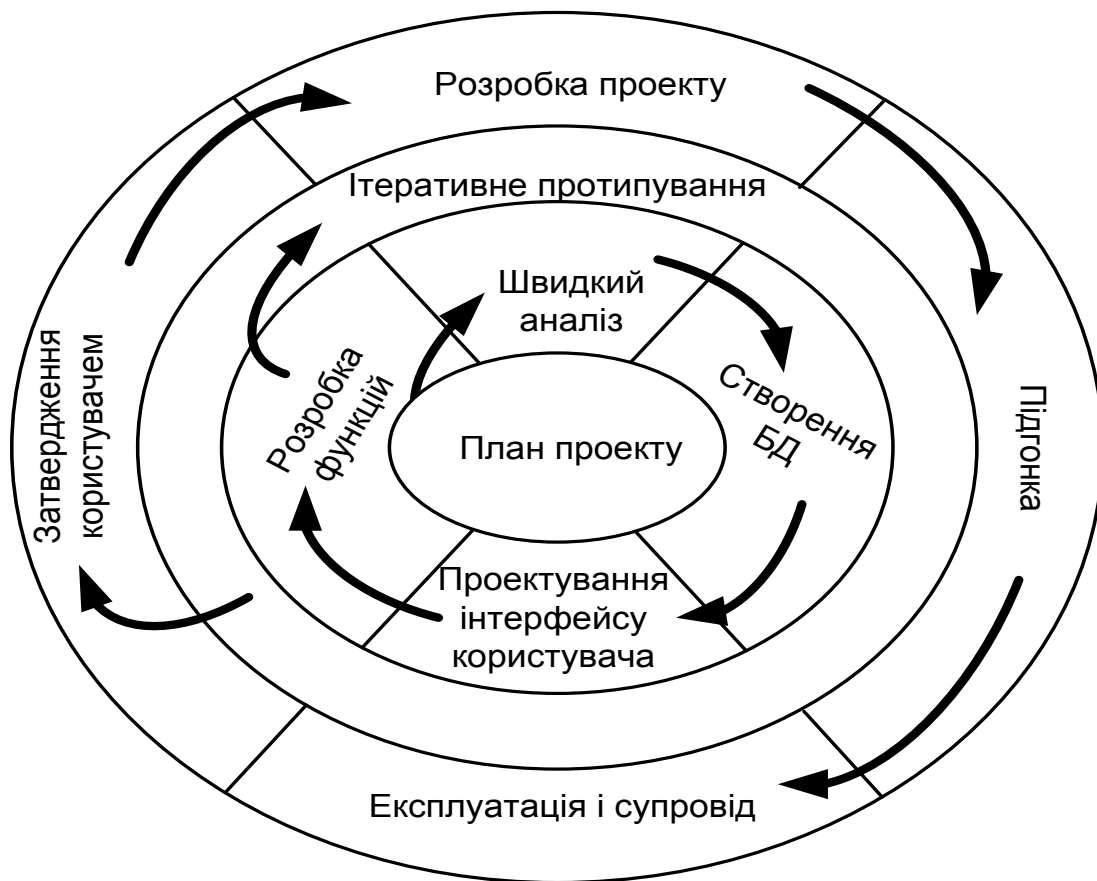 Розробка проекту
Ітеративне протипування
Швидкий
аналіз
Створення
БД
Розробка
функцій
План проекту
Проектування
інтерфейсу
користувача
Затвердження
користувачем
Підгонка
Експлуатація і супровід